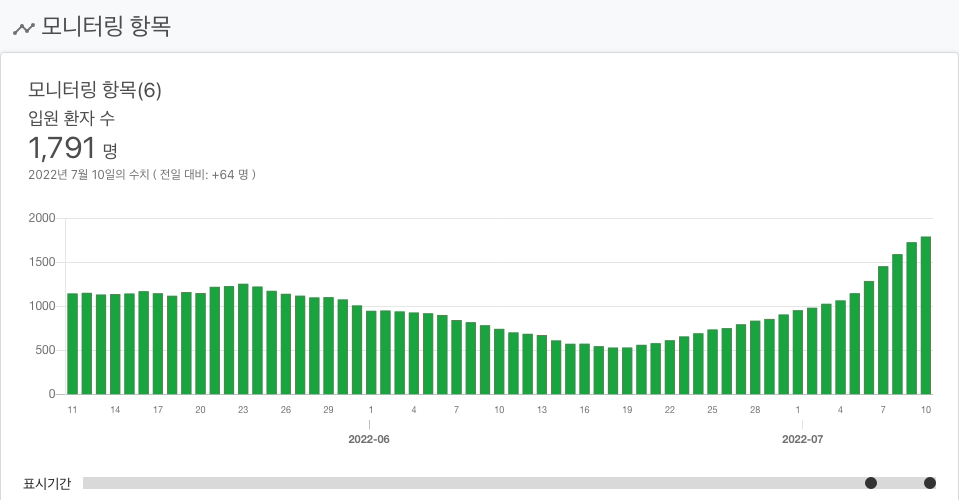 모니터링 항목
모니터링 항목(6)
입원 환자 수
1,791 명
2022년 7월 10일의 수치 ( 전일 대비: +64 명 )
2000
1500
1000
500
0
11 14 17 20 23 26 29 1 4 7 10 13 16 19 22 25 28 1 4 7 10
2022-06 2022-07
표시기간